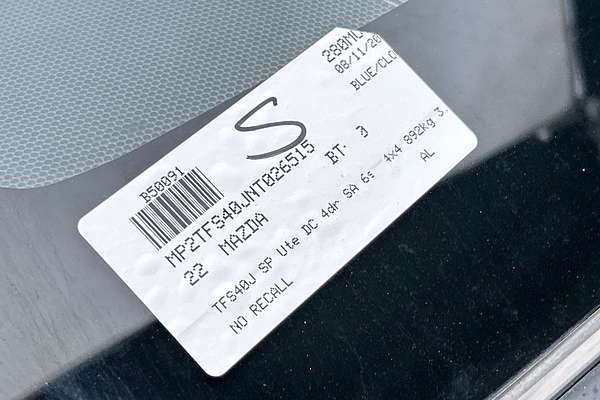 280MU
08/11/20
BLUE/CLO
S
B50091
MP2TFS40JNT026515
BT: 3
22 MAZDA
TFS40J SP Ute DC 4dr SA 6s 4x4 892kg 3.
AL
NO RECALL